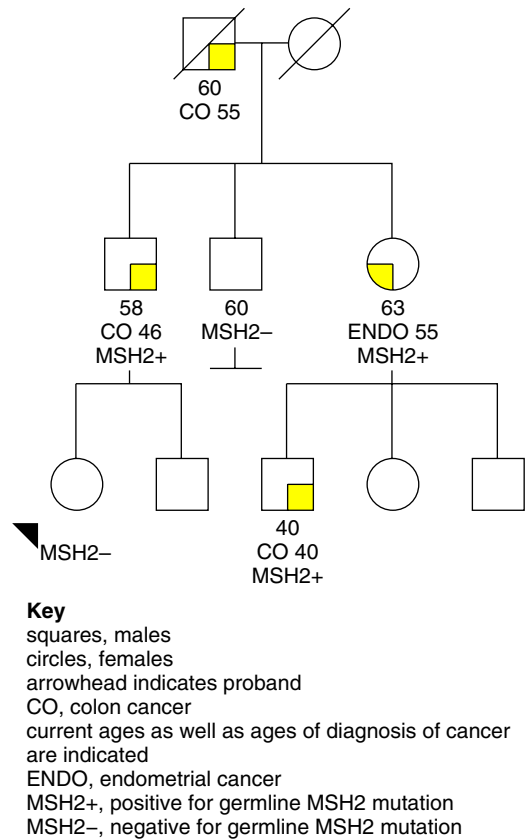 60
CO 55
58
CO 46
MSH2+
60
MSH2–
63
ENDO 55
MSH2+
MSH2–
40
CO 40
MSH2+
Key
squares, males
circles, females
arrowhead indicates proband
CO, colon cancer
current ages as well as ages of diagnosis of cancer
are indicated
ENDO, endometrial cancer
MSH2+, positive for germline MSH2 mutation
MSH2–, negative for germline MSH2 mutation